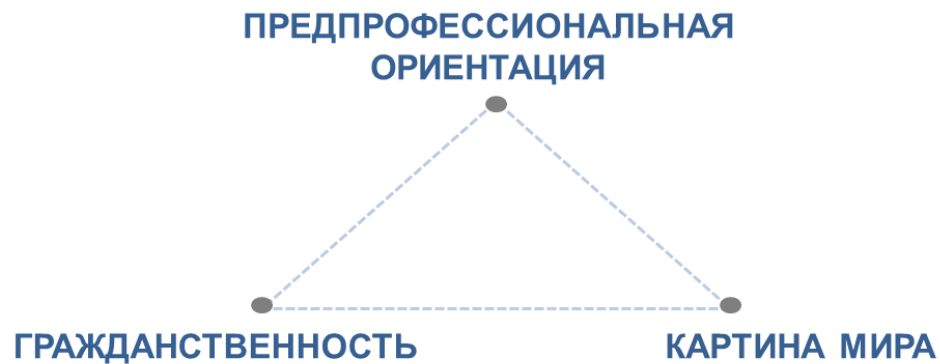 ПРЕДПРОФЕССИОНАЛЬНАЯ
ОРИЕНТАЦИЯ
ГРАЖДАНСТВЕННОСТЬ
КАРТИНА МИРА